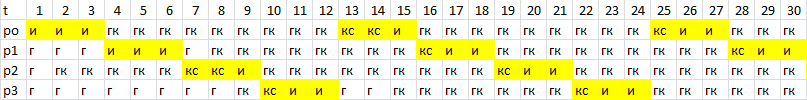 t 1 2 3 4 5 6 7 8 9 10 11 12 13 14 15 16 17 18 19 20 21 22 23 24 25 26 27 28 29 30
po и и и гк гк гк гк гк гк гк гк гк кс кс и гк гк гк гк гк гк гк гк гк кс и и гк гк гк
p1 г г г и и и г гк гк гк гк гк гк гк гк кс и и гк гк гк гк гк гк гк гк гк кс и и
p2 г гк гк гк гк гк кс кс и гк гк гк гк гк гк гк гк гк кс и и гк гк гк гк гк гк гк гк гк
p3 г г г г г г г г гк кс и и г г гк гк гк гк гк гк гк кс и и гк гк гк гк гк гк